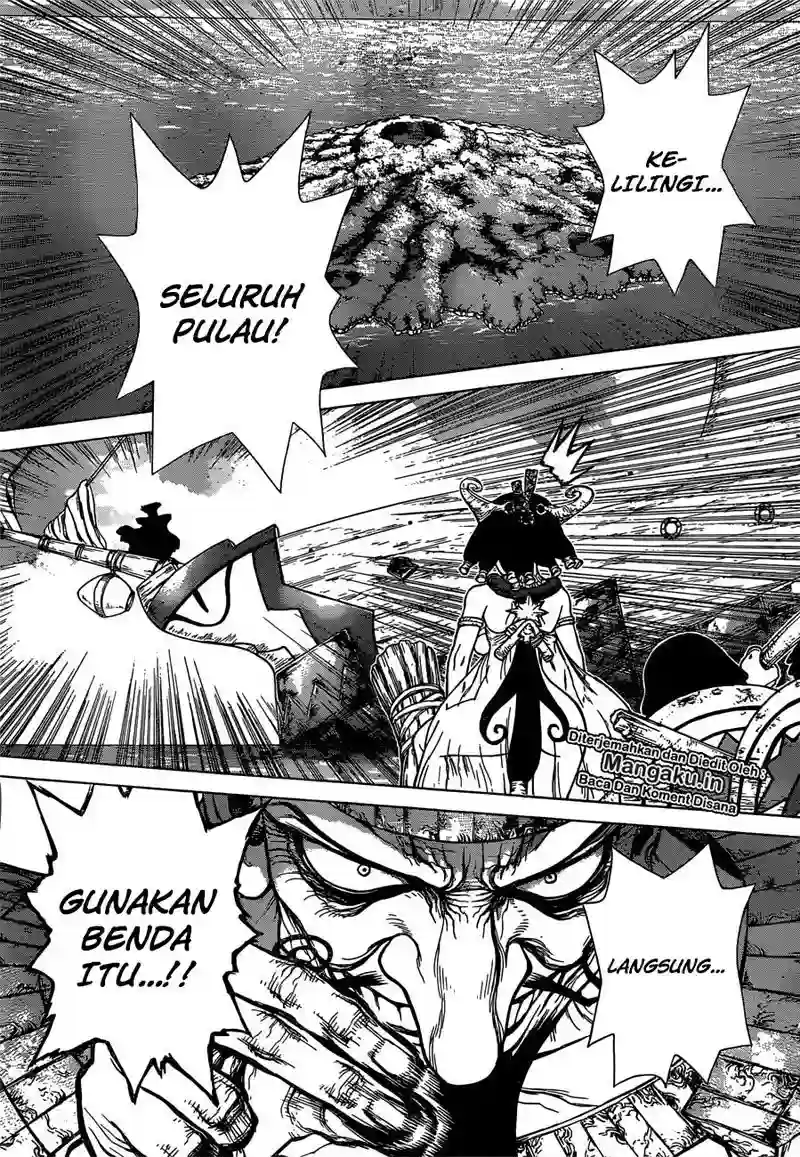 KE-
LILINGI...
SELURUH
PULAU!
Diterjemahkan dan Diedit Oleh :
Mangaku.in
Baca Dan Koment Disana
LANGSUNG...
GUNAKAN
BENDA
ITU...!!